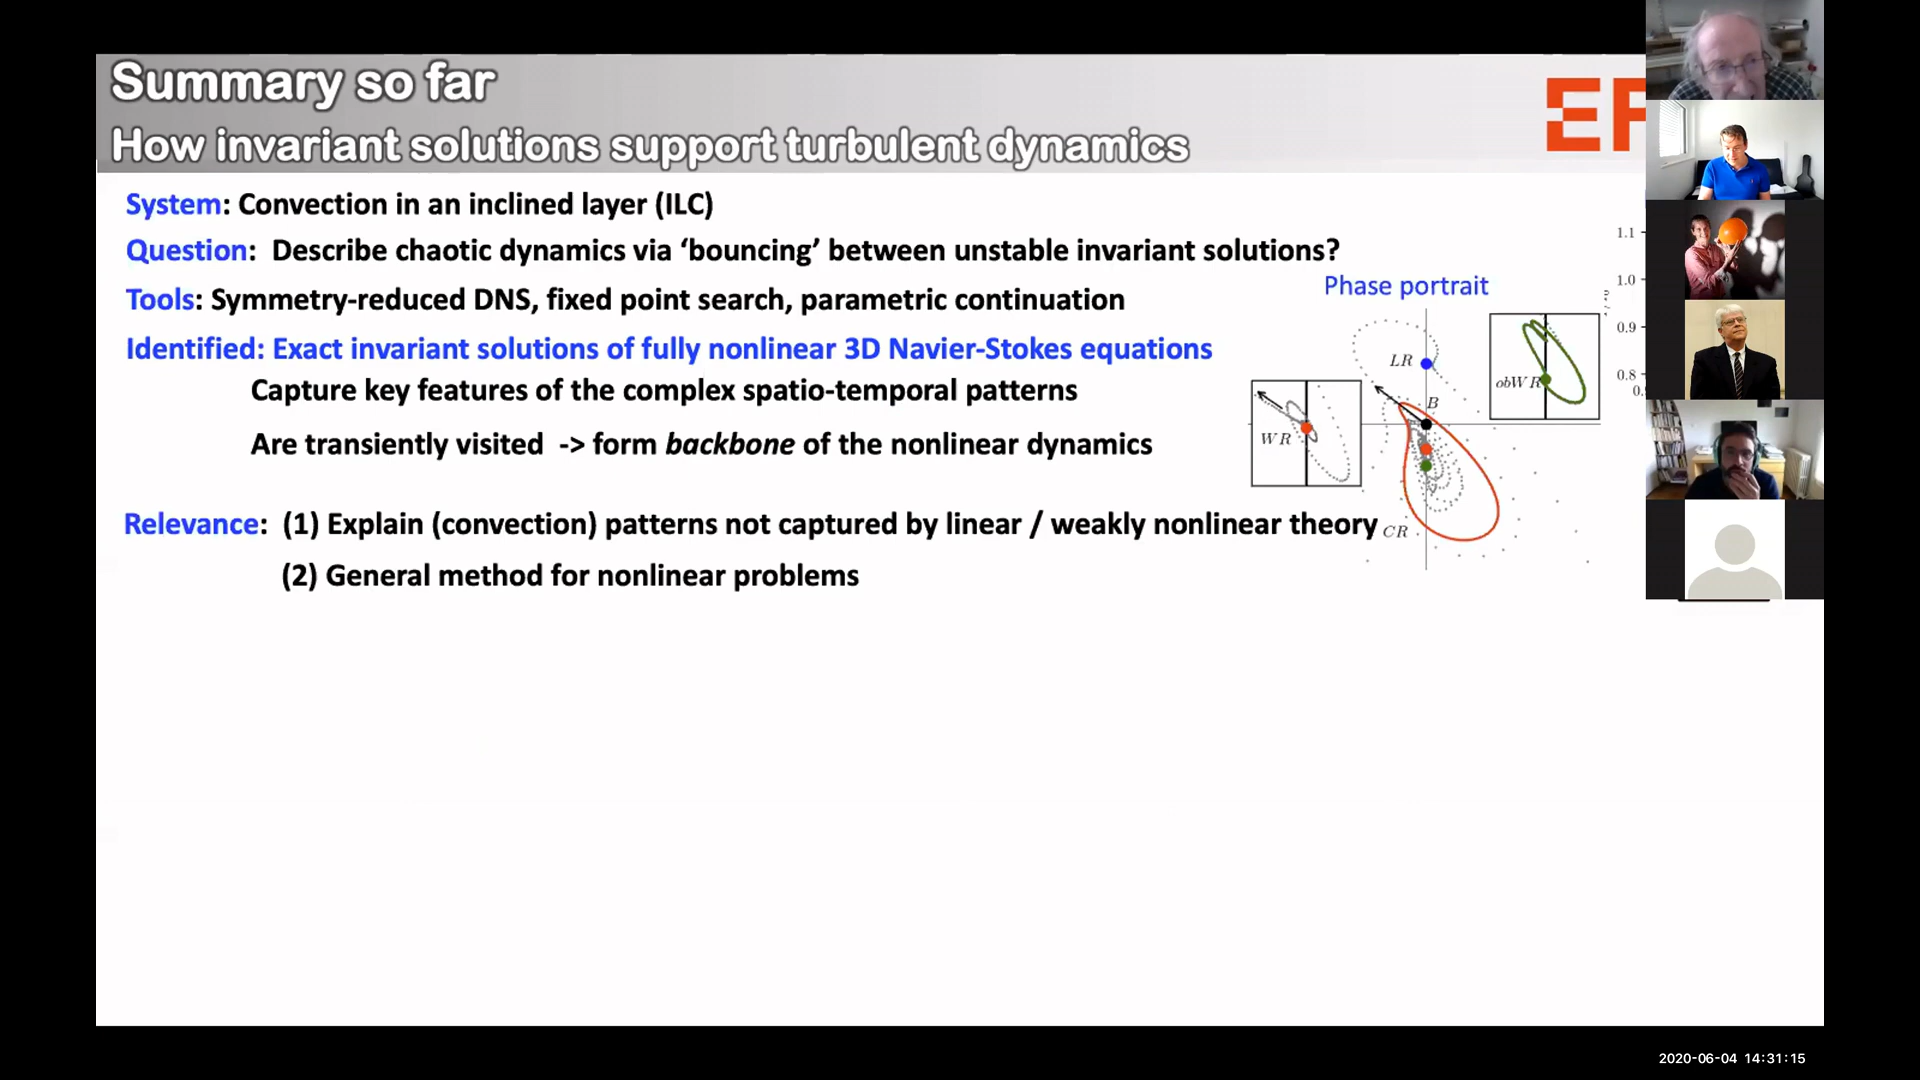 Summary so far
How invariant solutions support turbulent dynamics
System: Convection in an inclined layer (ILC)
Question: Describe chaotic dynamics via ‘bouncing’ between unstable invariant solutions?
Tools: Symmetry-reduced DNS, fixed point search, parametric continuation
Identified: Exact invariant solutions of fully nonlinear 3D Navier-Stokes equations
Capture key features of the complex spatio-temporal patterns
Are transiently visited -> form backbone of the nonlinear dynamics
Relevance: (1) Explain (convection) patterns not captured by linear / weakly nonlinear theory
(2) General method for nonlinear problems
Phase portrait
LR
obWR
B
WR
CR
1.1
1.0
0.9
0.8
2020-06-04 14:31:15